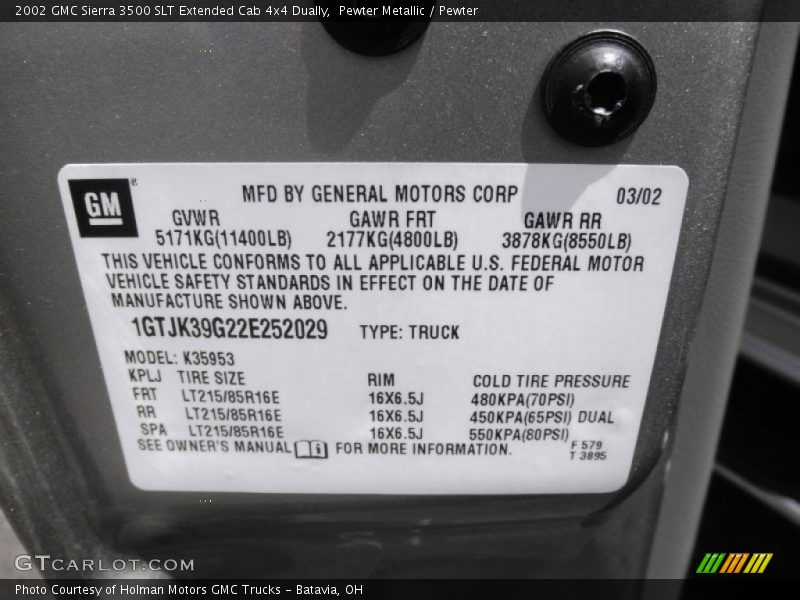 2002 GMC Sierra 3500 SLT Extended Cab 4x4 Dually, Pewter Metallic / Pewter
GM
MFD BY GENERAL MOTORS CORP 03/02
GVWR GAWR FRT GAWR RR
5171KG(11400LB) 2177KG(4800LB) 3878KG(8550LB)
THIS VEHICLE CONFORMS TO ALL APPLICABLE U.S. FEDERAL MOTOR
VEHICLE SAFETY STANDARDS IN EFFECT ON THE DATE OF
MANUFACTURE SHOWN ABOVE.
1GTJK39G22E252029 TYPE: TRUCK
MODEL: K35953
KPLJ TIRE SIZE RIM COLD TIRE PRESSURE
FRT LT215/85R16E 16X6.5J 480KPA(70PSI)
RR LT215/85R16E 16X6.5J 450KPA(65PSI) DUAL
SPA LT215/85R16E 16X6.5J 550KPA(80PSI)
SEE OWNER'S MANUAL FOR MORE INFORMATION. F 579
T 3895
GTCARLOT.COM
Photo Courtesy of Holman Motors GMC Trucks - Batavia, OH